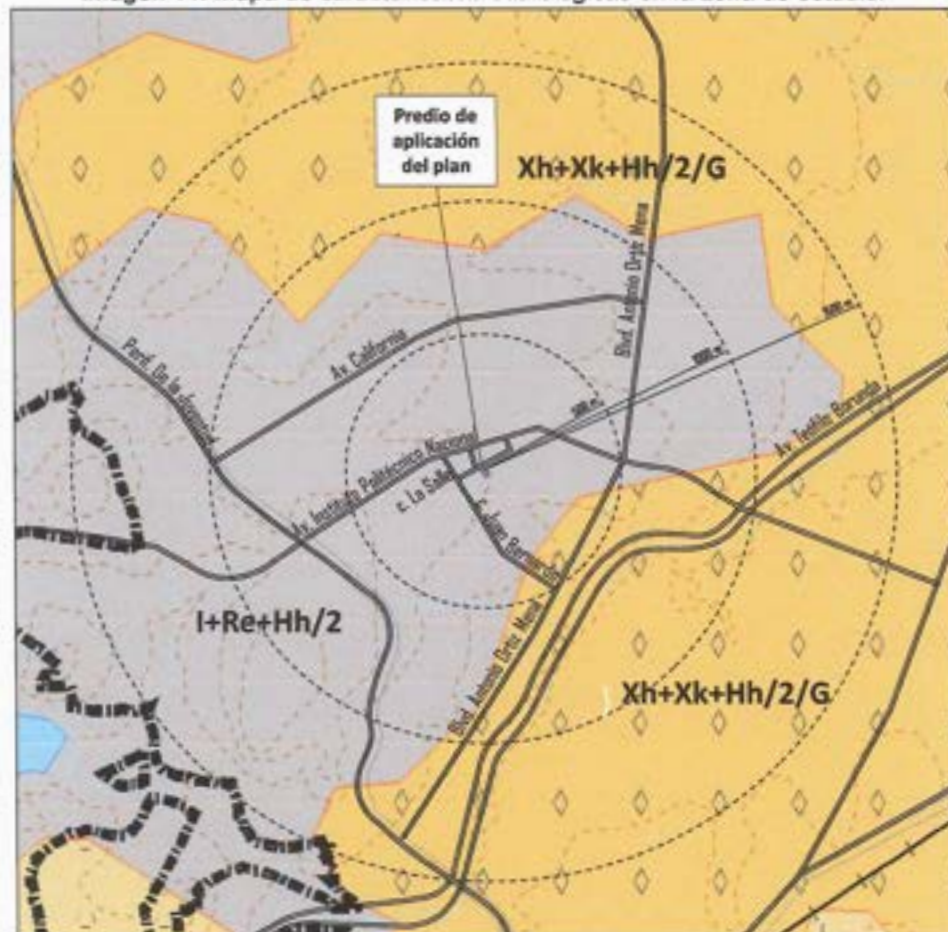 Predio de
aplicación
del plan
Xh+Xk+Hh/2/G
Blvd. Antonio Ortiz Mena
Av. California
Perif. De la Juventud
1000 m.
500 m.
Av. Teófilo Borunda
Av. Instituto Politécnico Nacional
c. La Salle
I+Re+Hh/2
Blvd. Antonio Ortiz Mena
Xh+Xk+Hh/2/G